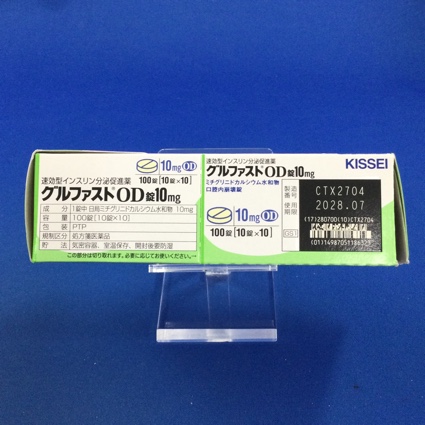 速効型インスリン分泌促進薬
10mg OD
グルファストOD錠10mg
100錠[10錠×10]
成分 1錠中 日局ミチグリニドカルシウム水和物 10mg
容量 100錠[10錠×10]
包装 PTP
規制区分 処方箋医薬品
貯法 気密容器、室温保存、開封後要防湿
この部分は切り取れます。必要に応じてお使いください。
速効型インスリン分泌促進薬
グルファストOD錠10mg
ミチグリニドカルシウム水和物
口腔内崩壊錠
10mg OD
100錠[10錠×10]
KISSEI
製造番号 CTX2704
使用期限 2028.07
(17)280700(10)CTX2704